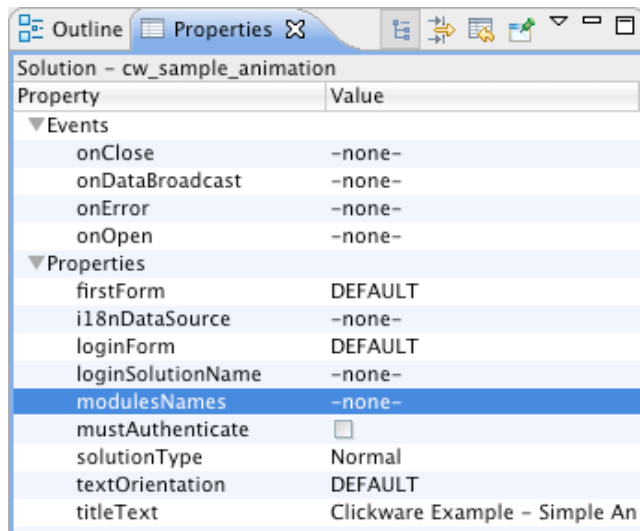 Outline Properties
Solution – cw_sample_animation
Property Value
Events
onClose –none–
onDataBroadcast –none–
onError –none–
onOpen –none–
Properties
firstForm DEFAULT
i18nDataSource –none–
loginForm DEFAULT
loginSolutionName –none–
modulesNames –none–
mustAuthenticate
solutionType Normal
textOrientation DEFAULT
titleText Clickware Example – Simple An